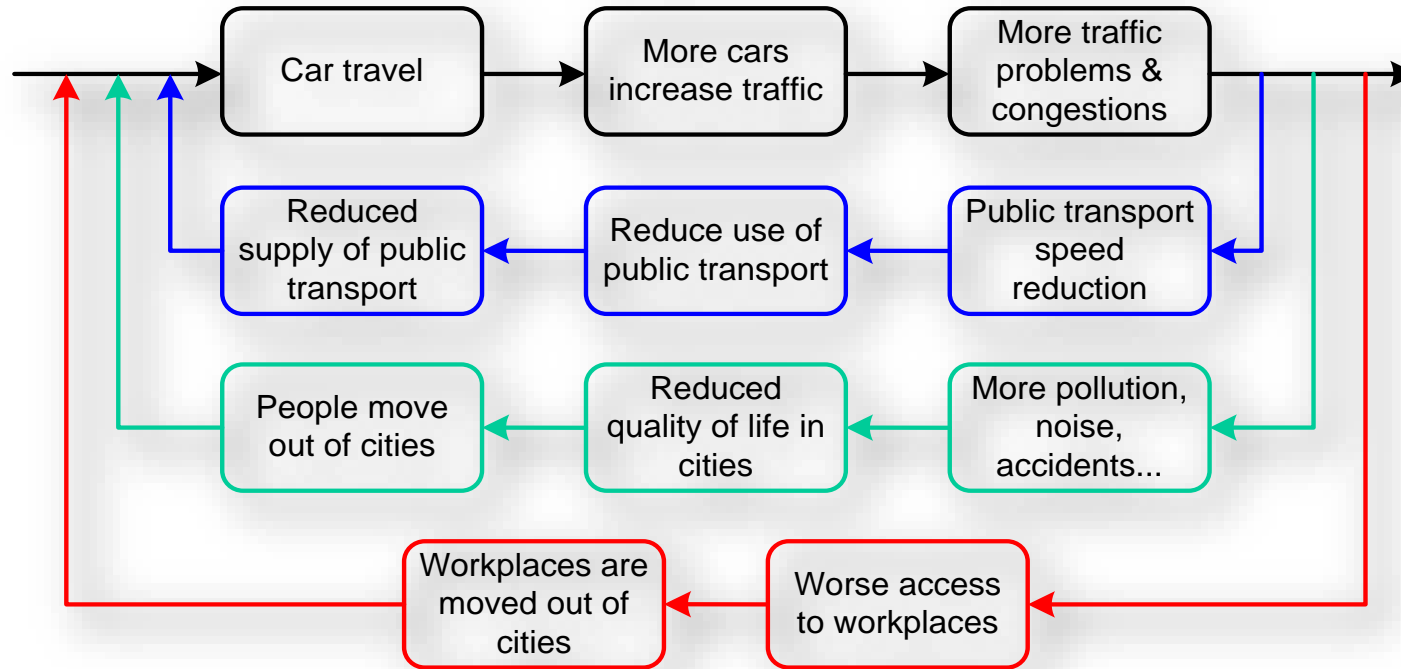 Car travel
More cars
increase traffic
More traffic
problems &
congestions
Reduced
supply of public
transport
Reduce use of
public transport
Public transport
speed
reduction
People move
out of cities
Reduced
quality of life in
cities
More pollution,
noise,
accidents...
Workplaces are
moved out of
cities
Worse access
to workplaces